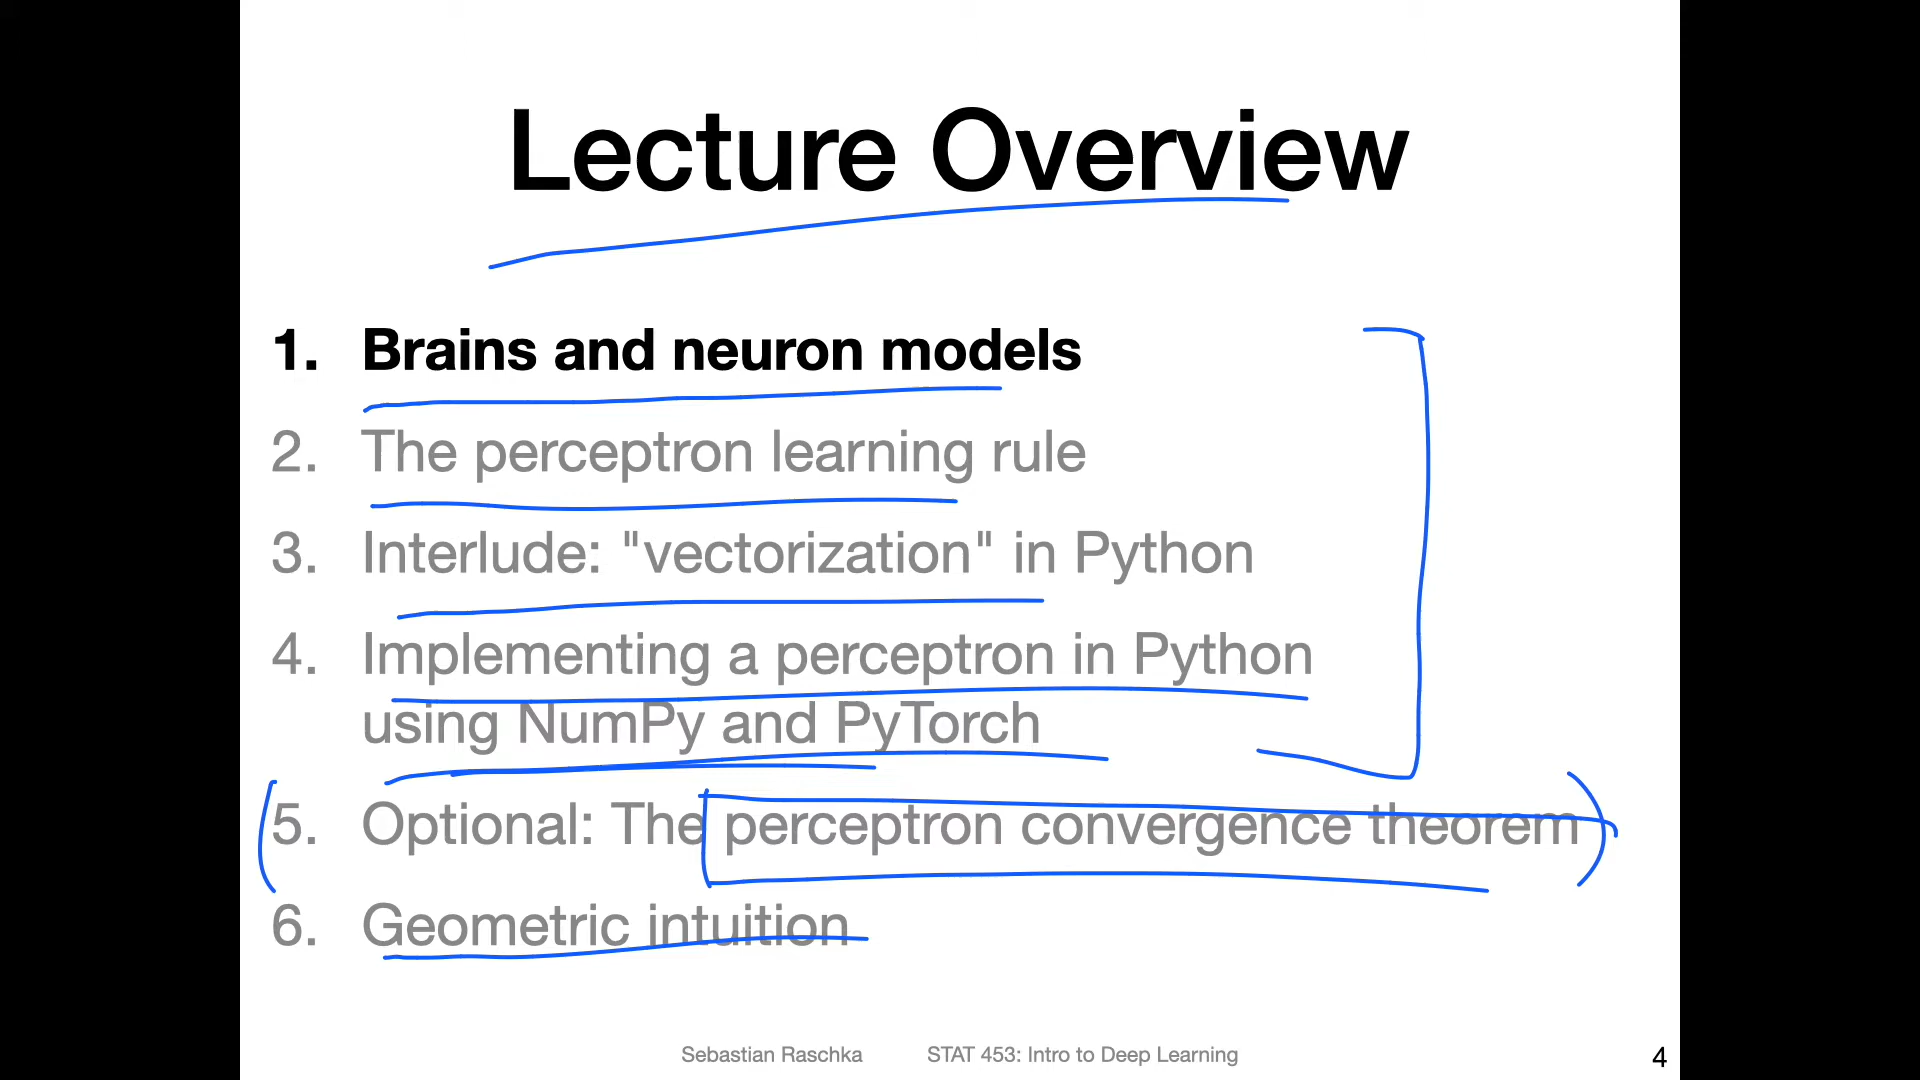 Lecture Overview
1. Brains and neuron models
2. The perceptron learning rule
3. Interlude: "vectorization" in Python
4. Implementing a perceptron in Python
using NumPy and PyTorch
5. Optional: The perceptron convergence theorem
6. Geometric intuition
Sebastian Raschka STAT 453: Intro to Deep Learning 4